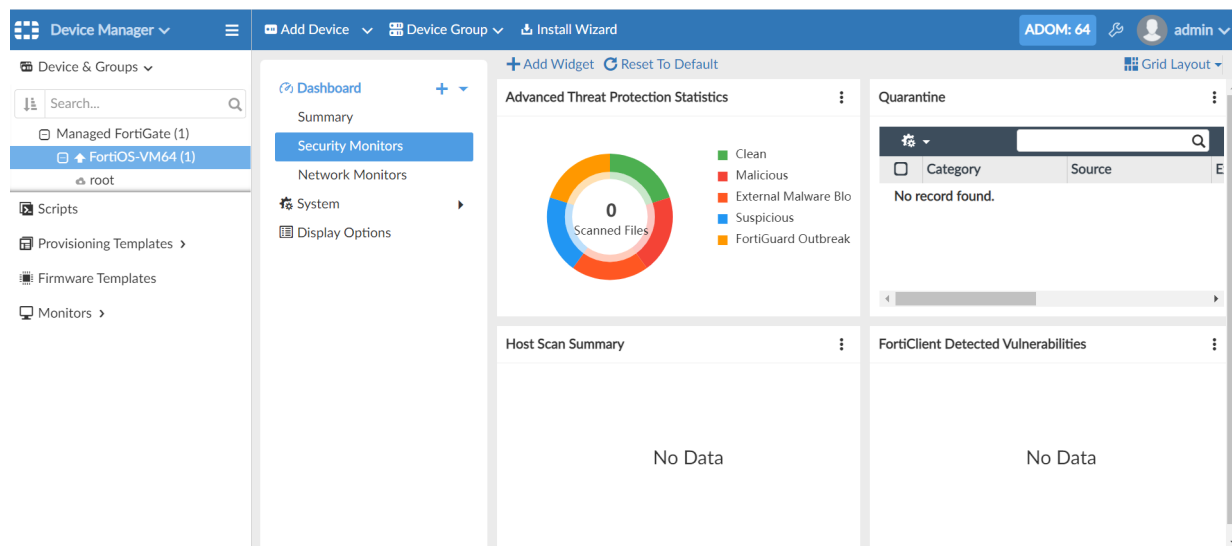 Device Manager
Add Device
Device Group
Install Wizard
ADOM: 64
admin
Device & Groups
Search...
Managed FortiGate (1)
FortiOS-VM64 (1)
root
Scripts
Provisioning Templates
Firmware Templates
Monitors
Dashboard
Summary
Security Monitors
Network Monitors
System
Display Options
Add Widget
Reset To Default
Grid Layout
Advanced Threat Protection Statistics
0
Scanned Files
Clean
Malicious
External Malware Blo
Suspicious
FortiGuard Outbreak
Quarantine
Category Source E
No record found.
Host Scan Summary
No Data
FortiClient Detected Vulnerabilities
No Data